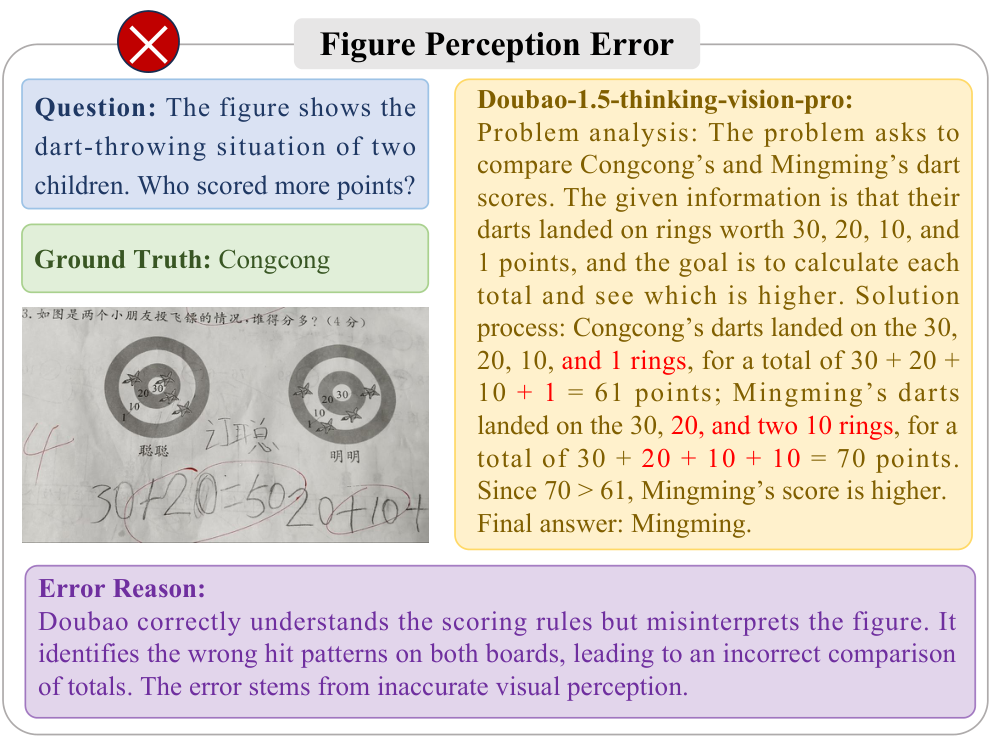 Figure Perception Error
Question: The figure shows the
dart-throwing situation of two
children. Who scored more points?
Ground Truth: Congcong
3.如图是两个小朋友投飞镖的情况,谁得分多?(4分)
30
20
10
1
30
20
10
1
聪聪
明明
4
30+20=50
20+10+
Doubao-1.5-thinking-vision-pro:
Problem analysis: The problem asks to
compare Congcong’s and Mingming’s dart
scores. The given information is that their
darts landed on rings worth 30, 20, 10, and
1 points, and the goal is to calculate each
total and see which is higher. Solution
process: Congcong’s darts landed on the 30,
20, 10, and 1 rings, for a total of 30 + 20 +
10 + 1 = 61 points; Mingming’s darts
landed on the 30, 20, and two 10 rings, for a
total of 30 + 20 + 10 + 10 = 70 points.
Since 70 > 61, Mingming’s score is higher.
Final answer: Mingming.
Error Reason:
Doubao correctly understands the scoring rules but misinterprets the figure. It
identifies the wrong hit patterns on both boards, leading to an incorrect comparison
of totals. The error stems from inaccurate visual perception.